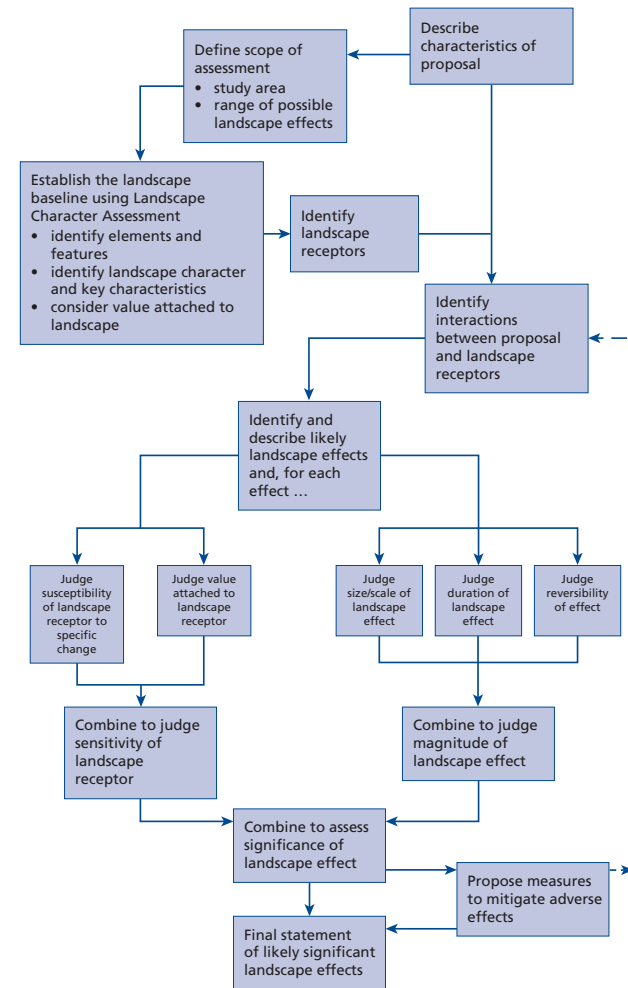 Describe
characteristics of
proposal
Define scope of
assessment
• study area
• range of possible
landscape effects
Establish the landscape
baseline using Landscape
Character Assessment
• identify elements and
features
• identify landscape character
and key characteristics
• consider value attached to
landscape
Identify
landscape
receptors
Identify
interactions
between proposal
and landscape
receptors
Identify and
describe likely
landscape effects
and, for each
effect …
Judge
susceptibility
of landscape
receptor to
specific
change
Judge value
attached to
landscape
receptor
Judge
size/scale of
landscape
effect
Judge
duration of
landscape
effect
Judge
reversibility
of effect
Combine to judge
sensitivity of
landscape
receptor
Combine to judge
magnitude of
landscape effect
Combine to assess
significance of
landscape effect
Propose measures
to mitigate adverse
effects
Final statement
of likely significant
landscape effects